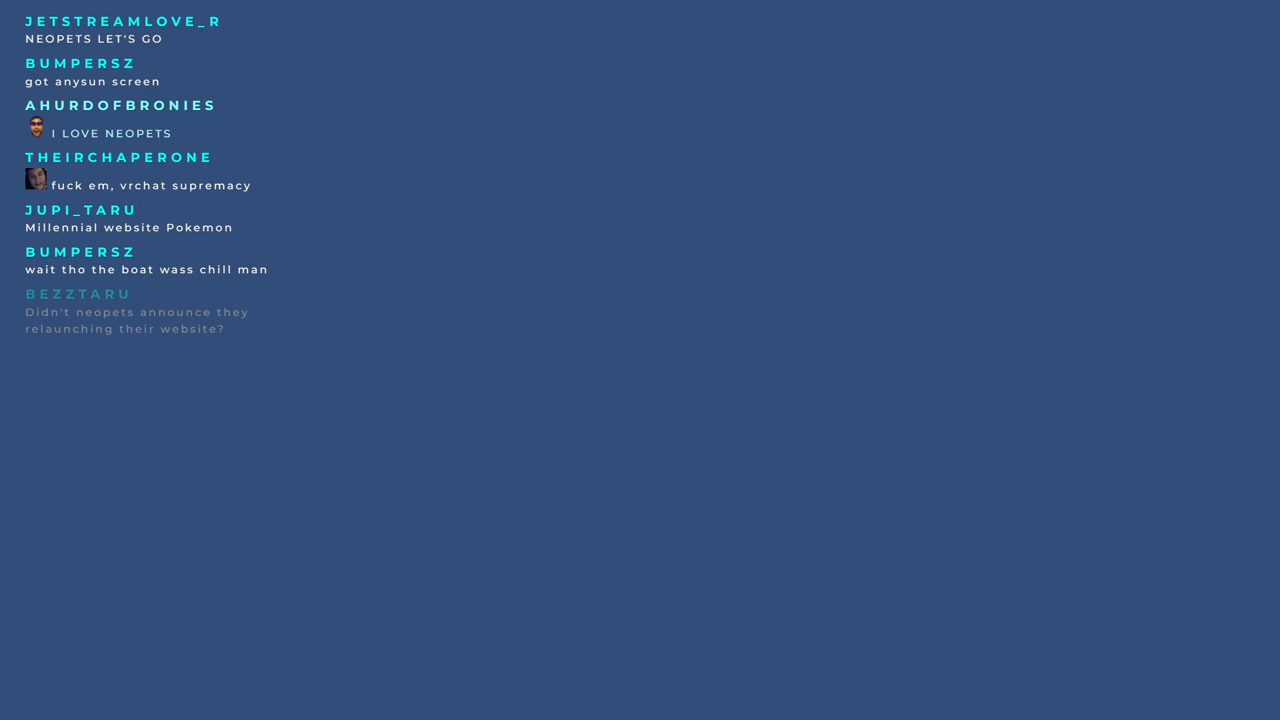 JETSTREAMLOVE_R
NEOPETS LET'S GO
BUMPERSZ
got anysun screen
AHURDOFBRONIES
I LOVE NEOPETS
THEIRCHAPERONE
fuck em, vrchat supremacy
JUPI_TARU
Millennial website Pokemon
BUMPERSZ
wait tho the boat wass chill man
BEZZTARU
Didn't neopets announce they
relaunching their website?